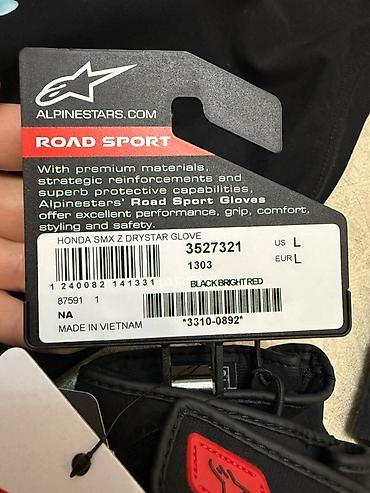 ALPINESTARS.COM
ROAD SPORT
With premium materials,
strategic reinforcements and
superb protective capabilities,
Alpinestars' Road Sport Gloves
offer excellent performance, grip, comfort,
styling and safety.
HONDA SMX Z DRYSTAR GLOVE
3527321
US L
1303
EUR L
1 240082 141331
BLACK BRIGHT RED
87591 1
NA
MADE IN VIETNAM
*3310-0892*